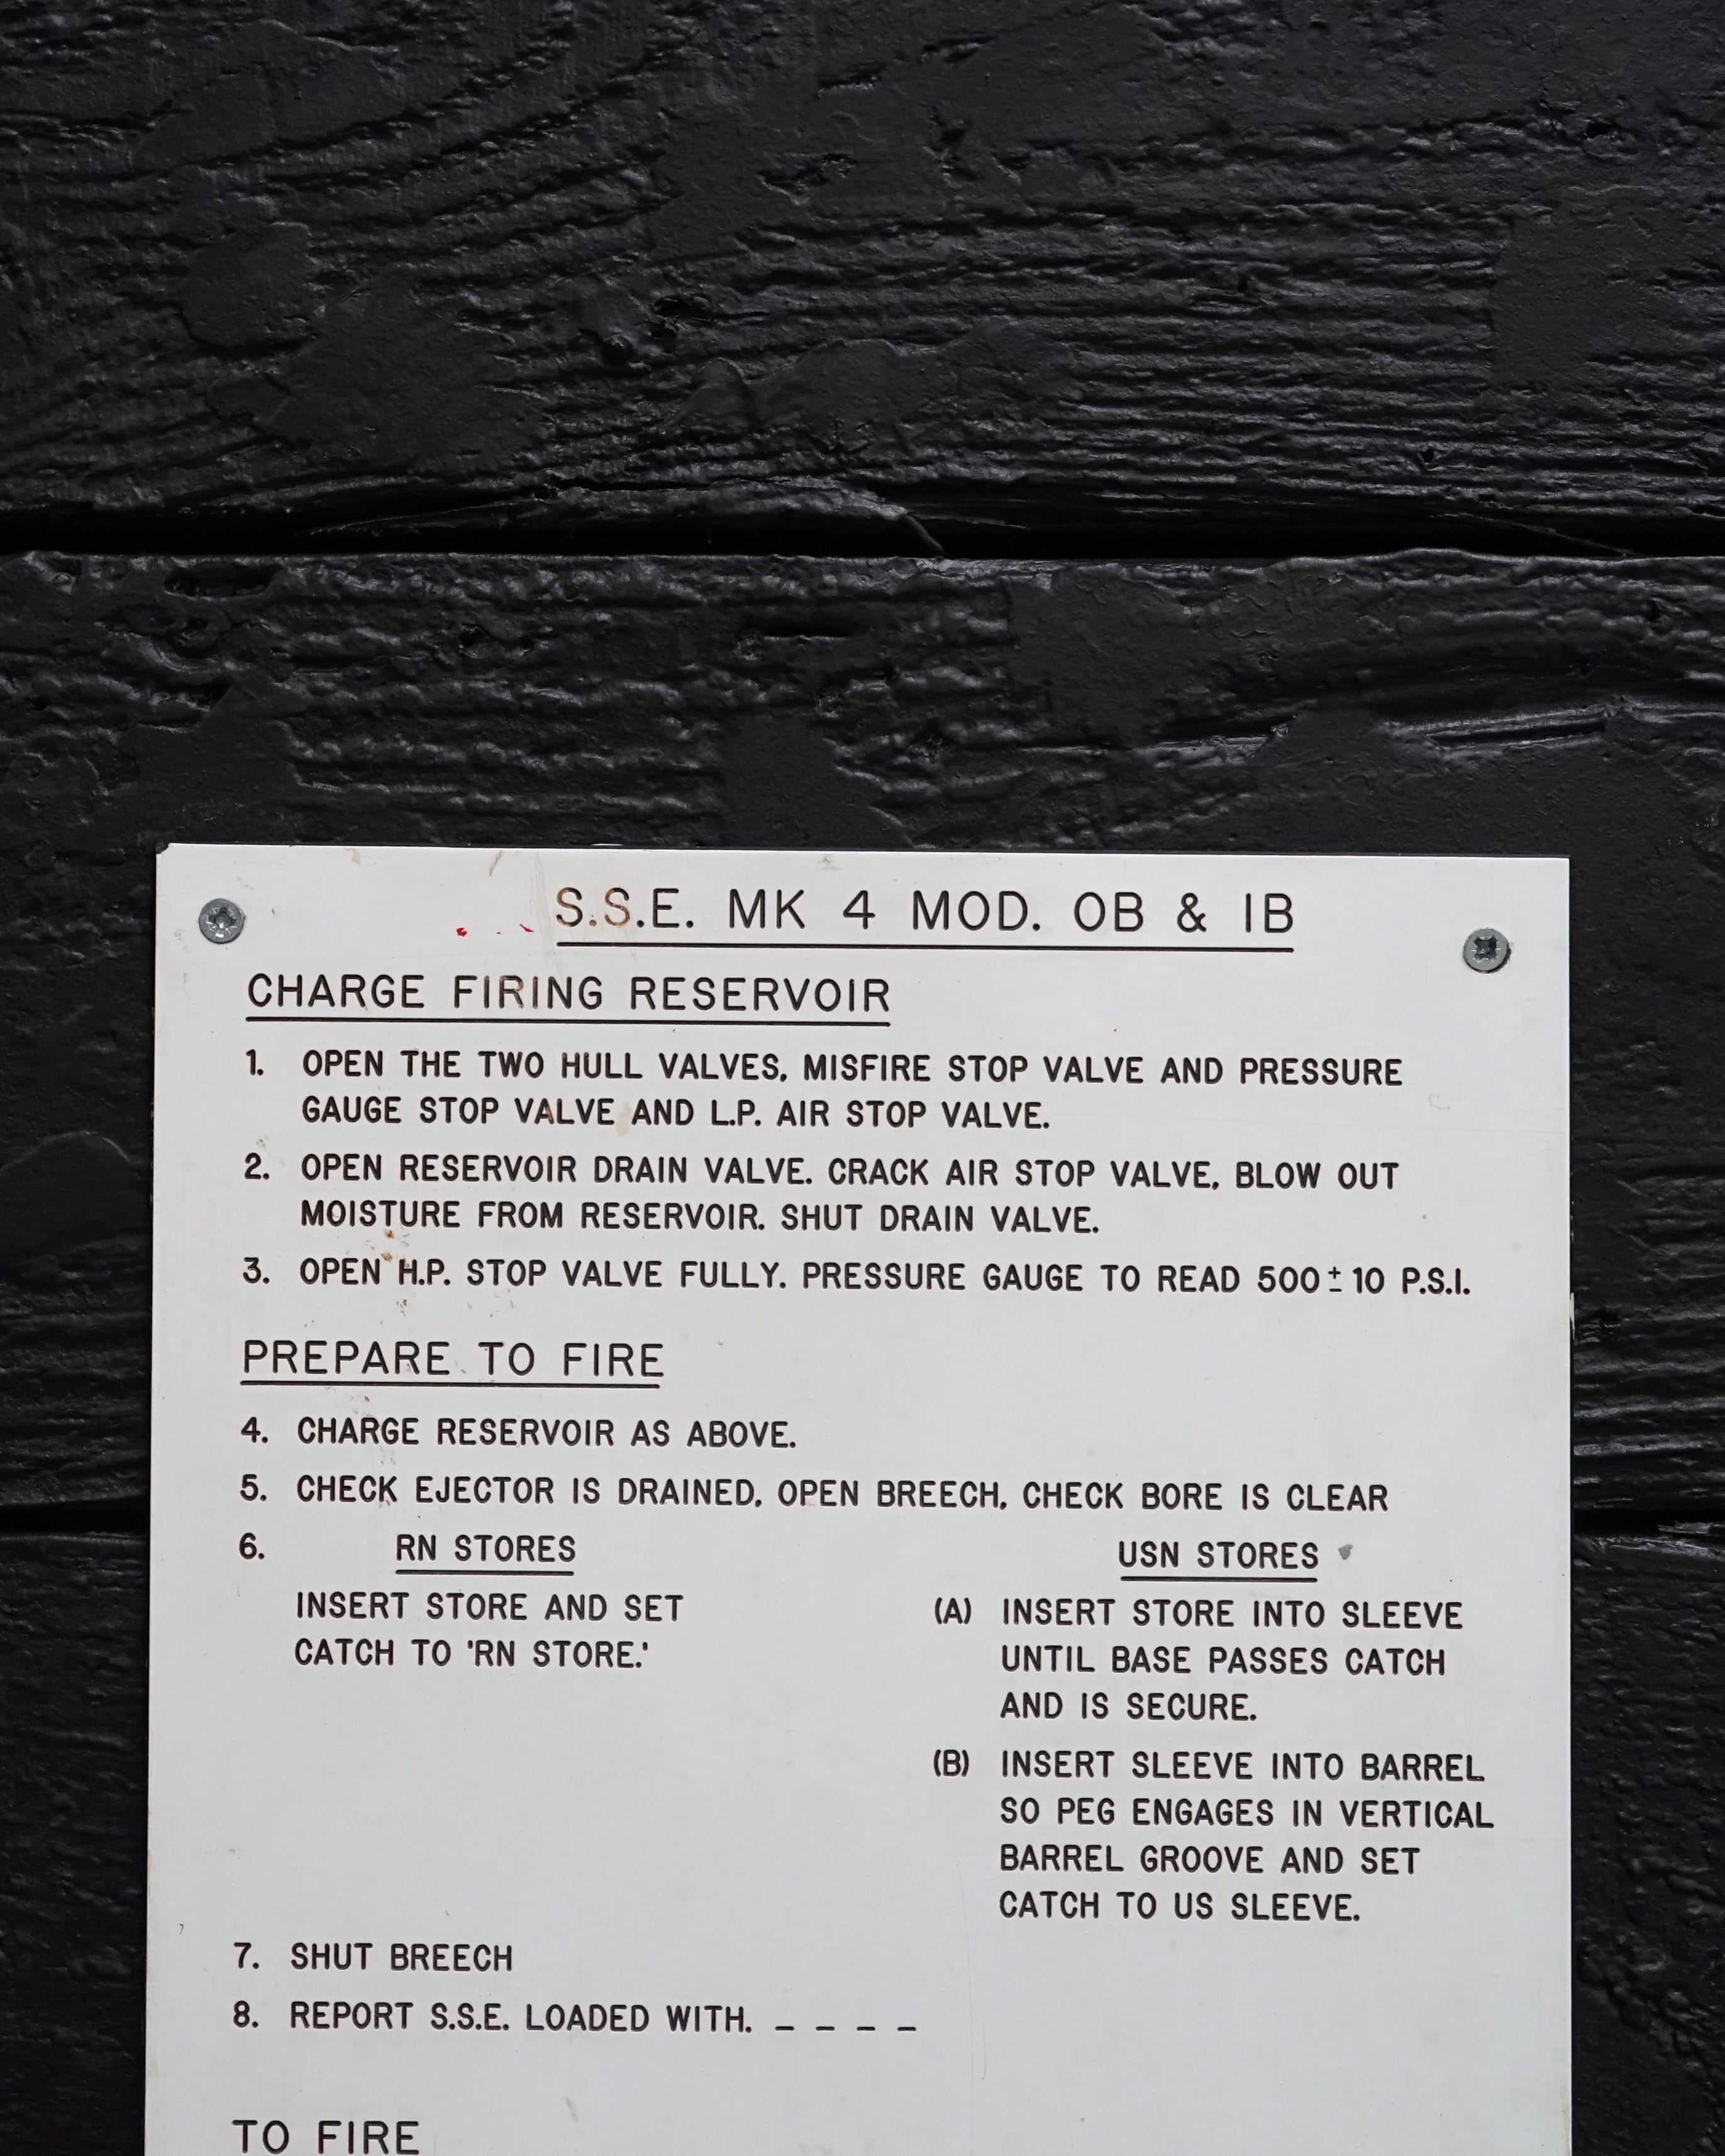 S.S.E. MK 4 MOD. OB & IB
CHARGE FIRING RESERVOIR
1. OPEN THE TWO HULL VALVES, MISFIRE STOP VALVE AND PRESSURE
GAUGE STOP VALVE AND L.P. AIR STOP VALVE.
2. OPEN RESERVOIR DRAIN VALVE. CRACK AIR STOP VALVE, BLOW OUT
MOISTURE FROM RESERVOIR. SHUT DRAIN VALVE.
3. OPEN H.P. STOP VALVE FULLY. PRESSURE GAUGE TO READ 500 ± 10 P.S.I.
PREPARE TO FIRE
4. CHARGE RESERVOIR AS ABOVE.
5. CHECK EJECTOR IS DRAINED, OPEN BREECH, CHECK BORE IS CLEAR
6. RN STORES
INSERT STORE AND SET
CATCH TO 'RN STORE.'
USN STORES
(A) INSERT STORE INTO SLEEVE
UNTIL BASE PASSES CATCH
AND IS SECURE.
(B) INSERT SLEEVE INTO BARREL
SO PEG ENGAGES IN VERTICAL
BARREL GROOVE AND SET
CATCH TO US SLEEVE.
7. SHUT BREECH
8. REPORT S.S.E. LOADED WITH. _ _ _ _
TO FIRE